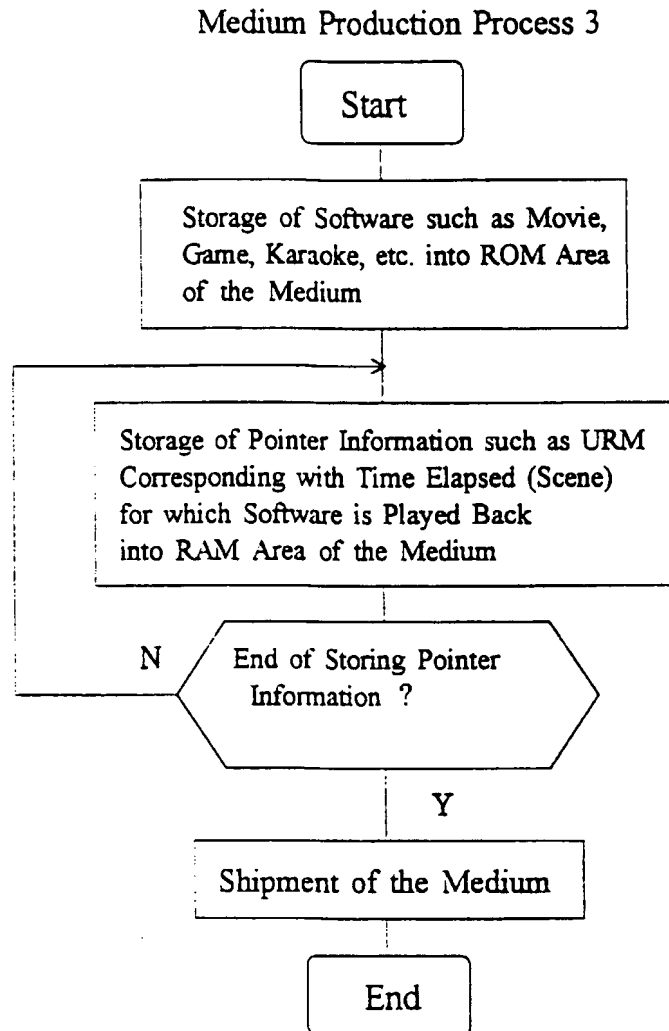 Medium Production Process 3
Start
Storage of Software such as Movie,
Game, Karaoke, etc. into ROM Area
of the Medium
Storage of Pointer Information such as URM
Corresponding with Time Elapsed (Scene)
for which Software is Played Back
into RAM Area of the Medium
N
End of Storing Pointer
Information ?
Y
Shipment of the Medium
End